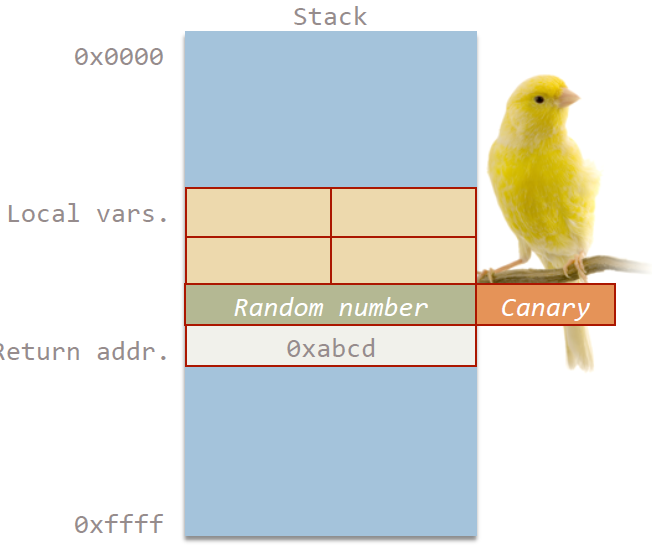 Stack
0x0000
Local vars.
Random number Canary
Return addr. 0xabcd
0xffff